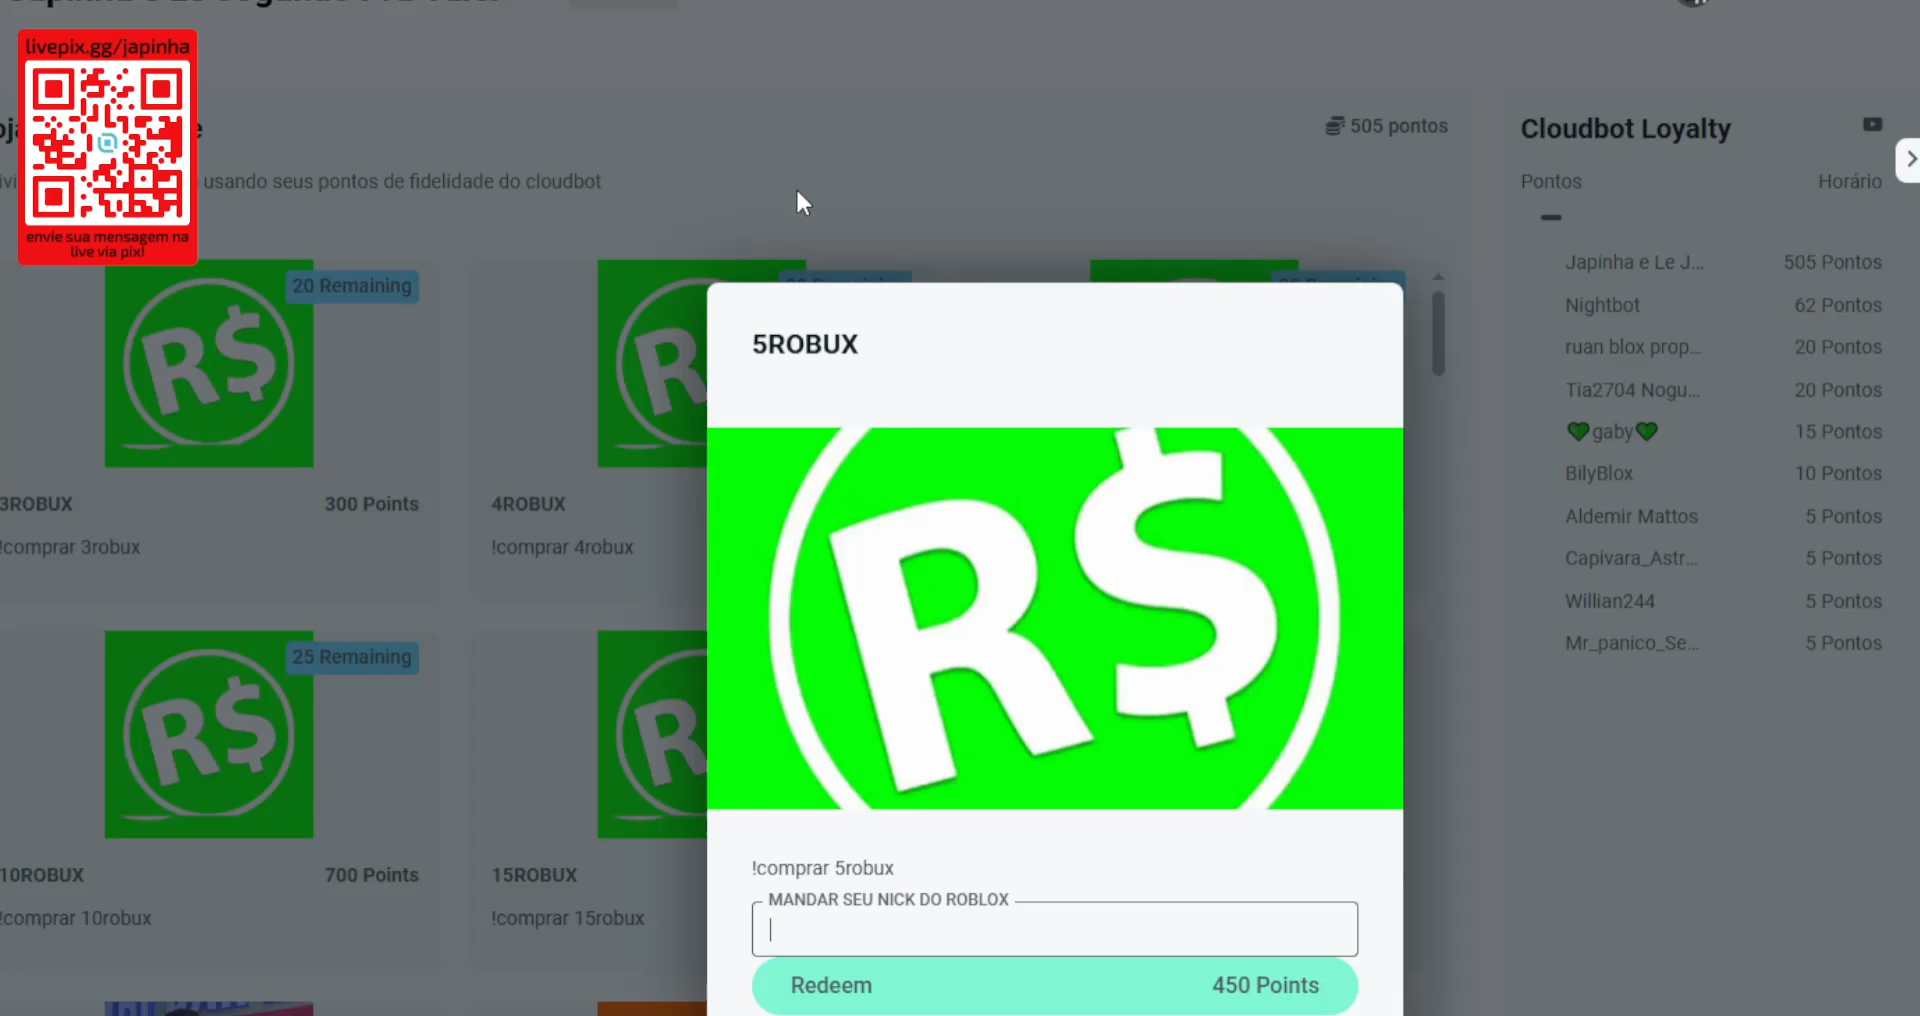 livepix.gg/japinha
envie sua mensagem na
live via pix!
505 pontos
usando seus pontos de fidelidade do cloudbot
20 Remaining
R$
3ROBUX
300 Points
!comprar 3robux
4ROBUX
!comprar 4robux
25 Remaining
R$
10ROBUX
700 Points
!comprar 10robux
15ROBUX
!comprar 15robux
5ROBUX
R$
!comprar 5robux
MANDAR SEU NICK DO ROBLOX
Redeem
450 Points
Cloudbot Loyalty
Pontos
Horário
Japinha e Le J...
505 Pontos
Nightbot
62 Pontos
ruan blox prop...
20 Pontos
Tia2704 Nogu...
20 Pontos
💚gaby💚
15 Pontos
BilyBlox
10 Pontos
Aldemir Mattos
5 Pontos
Capivara_Astr...
5 Pontos
Willian244
5 Pontos
Mr_panico_Se...
5 Pontos